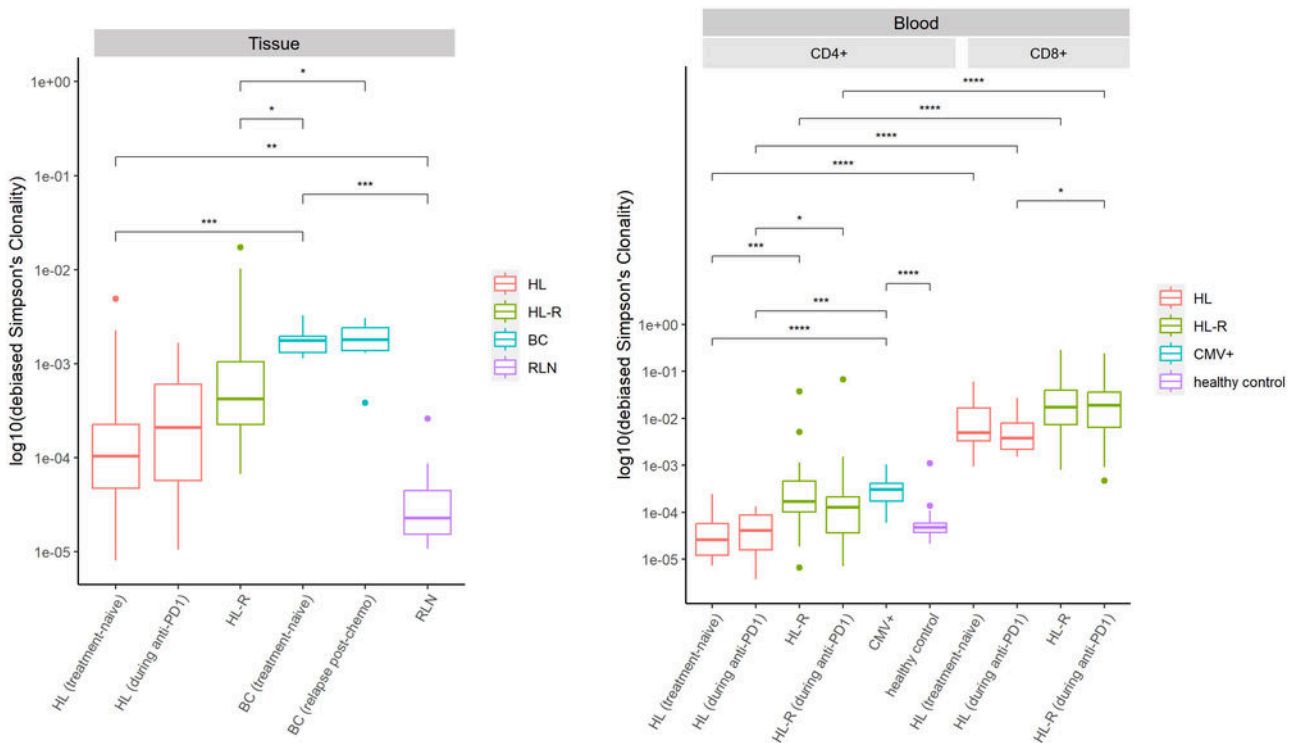 Tissue
log10(debiased Simpson's Clonality)
1e+00
1e-01
1e-02
1e-03
1e-04
1e-05
*
*
**
***
***
HL (treatment-naive)
HL (during anti-PD1)
HL-R
BC (treatment-naive)
BC (relapse post-chemo)
RLN
HL
HL-R
BC
RLN
Blood
CD4+
CD8+
log10(debiased Simpson's Clonality)
1e+00
1e-01
1e-02
1e-03
1e-04
1e-05
****
****
****
****
*
*
***
****
***
****
HL (treatment-naive)
HL (during anti-PD1)
HL-R
HL-R (during anti-PD1)
CMV+
healthy control
HL (treatment-naive)
HL (during anti-PD1)
HL-R
HL-R (during anti-PD1)
HL
HL-R
CMV+
healthy control